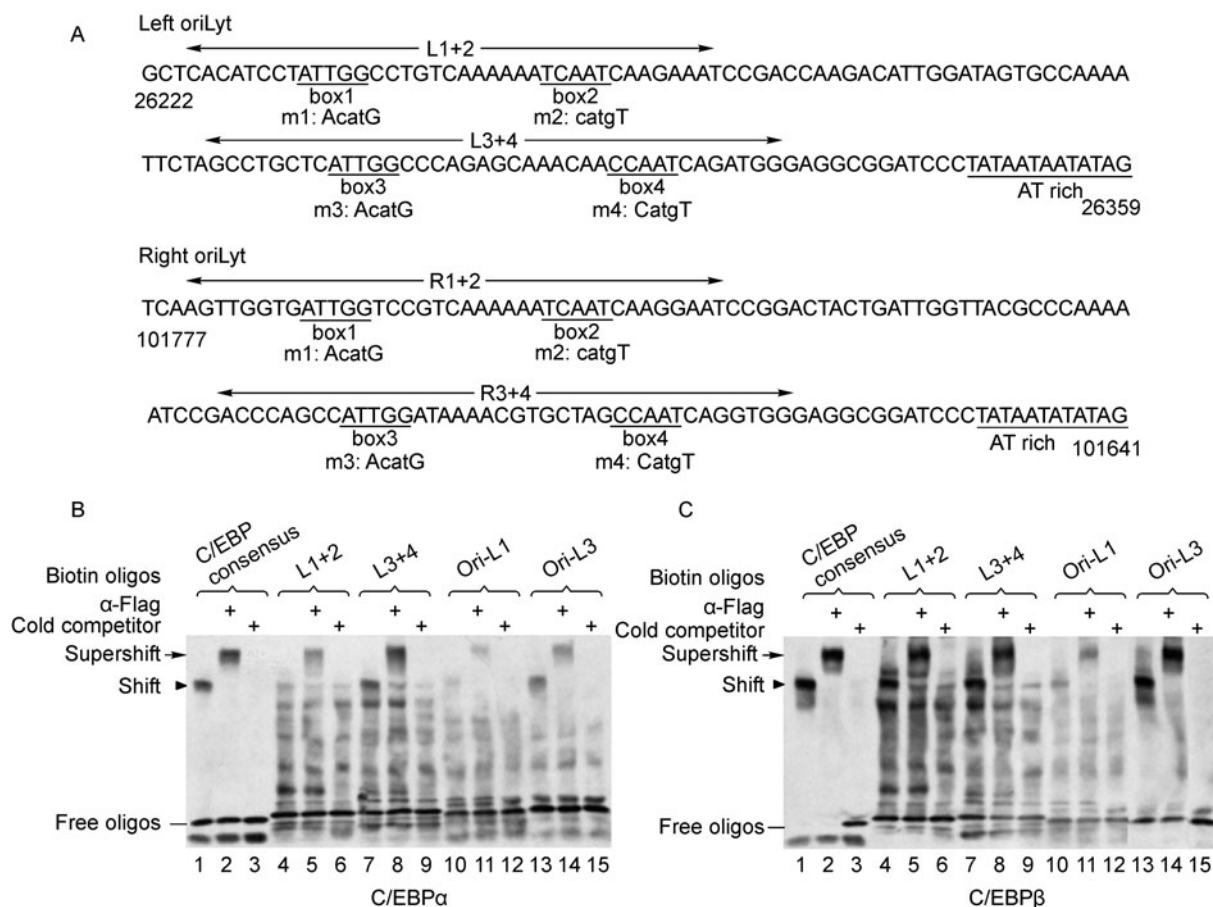 A
Left oriLyt
L1+2
GCTCACATCCTATTGGCCTGTCAAAAAATCAATCAAGAAATCCGACCAAGACATTGGATAGTGCCAAAA
26222
box1
box2
m1: AcatG
m2: catgT
L3+4
TTCTAGCCTGCTCATTGGCCCAGAGCAAACAACCAATCAGATGGGAGGCGGATCCCTATAATAATATAG
box3
box4
AT rich
m3: AcatG
m4: CatgT
26359
Right oriLyt
R1+2
TCAAGTTGGTGATTGGTCCGTCAAAAAATCAATCAAGGAATCCGGACTACTGATTGGTTACGCCCAAAA
101777
box1
box2
m1: AcatG
m2: catgT
R3+4
ATCCGACCCAGCCATTGGATAAAACGTGCTAGCCAATCAGGTGGGAGGCGGATCCCTATAATATATAG
box3
box4
AT rich
m3: AcatG
m4: CatgT
101641
B
C/EBP consensus
L1+2
L3+4
Ori-L1
Ori-L3
Biotin oligos
α-Flag + + + + +
Cold competitor + + + + +
Supershift
Shift
Free oligos
1 2 3 4 5 6 7 8 9 10 11 12 13 14 15
C/EBPα
C
C/EBP consensus
L1+2
L3+4
Ori-L1
Ori-L3
Biotin oligos
α-Flag + + + + +
Cold competitor + + + + +
Supershift
Shift
Free oligos
1 2 3 4 5 6 7 8 9 10 11 12 13 14 15
C/EBPβ